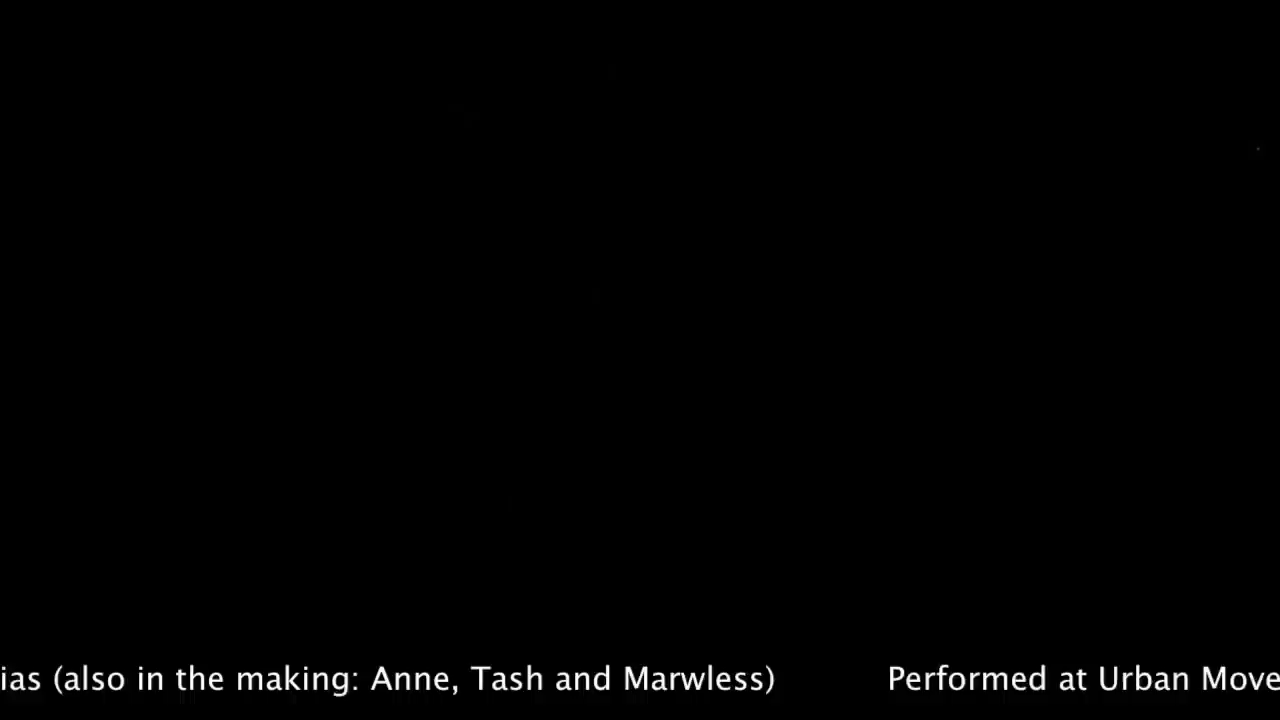 ias (also in the making: Anne, Tash and Marwless) Performed at Urban Move